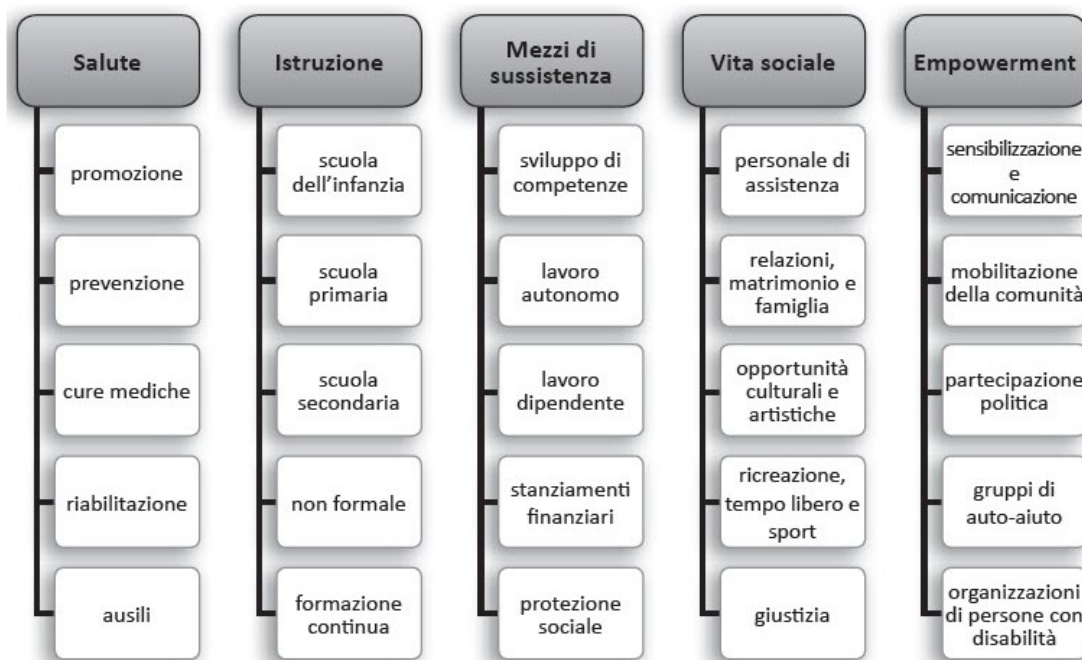 Salute
promozione
prevenzione
cure mediche
riabilitazione
ausili
Istruzione
scuola
dell'infanzia
scuola
primaria
scuola
secondaria
non formale
formazione
continua
Mezzi di
sussistenza
sviluppo di
competenze
lavoro
autonomo
lavoro
dipendente
stanziamenti
finanziari
protezione
sociale
Vita sociale
personale di
assistenza
relazioni,
matrimonio e
famiglia
opportunità
culturali e
artistiche
ricreazione,
tempo libero e
sport
giustizia
Empowerment
sensibilizzazione
e
comunicazione
mobilitazione
della comunità
partecipazione
politica
gruppi di
auto-aiuto
organizzazioni
di persone con
disabilità